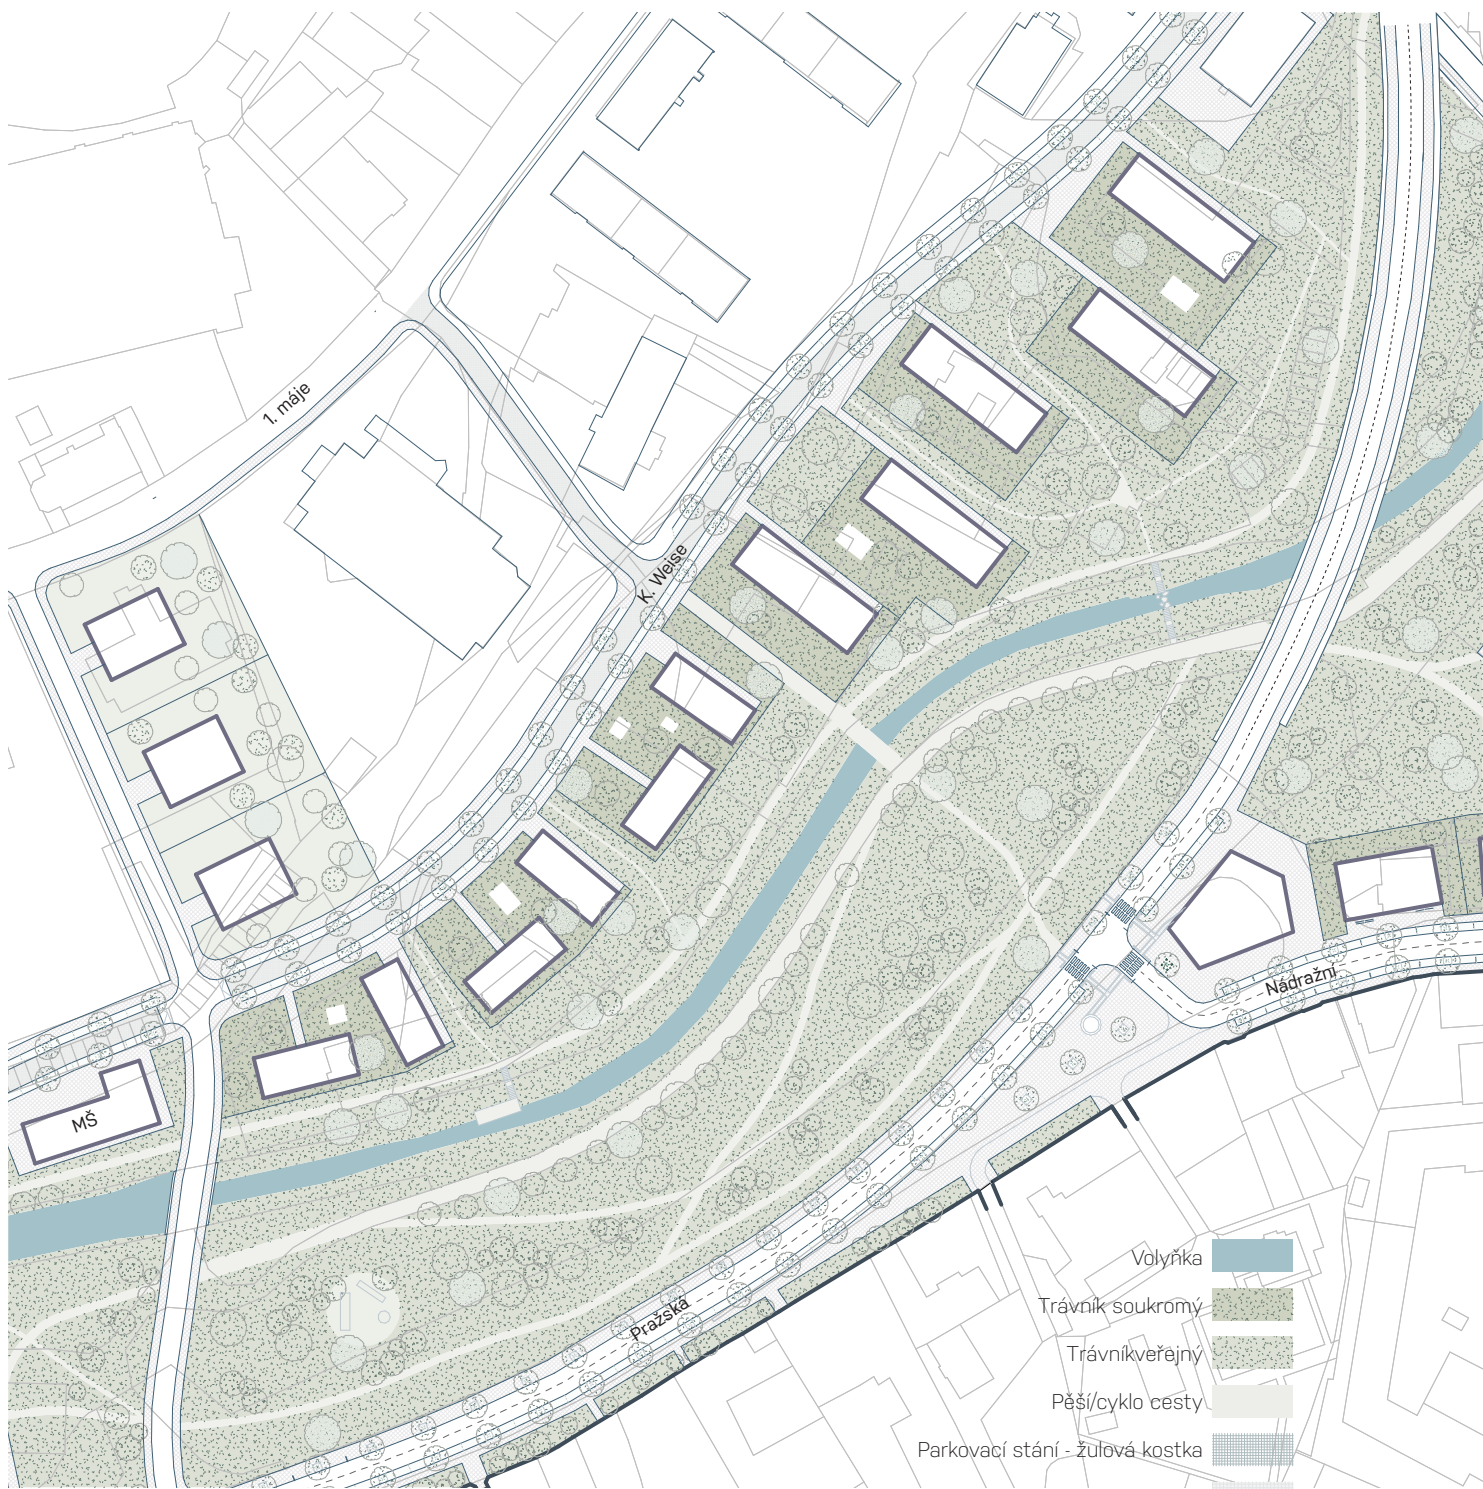 1. máje
K. Weise
MŠ
Nádražní
Pražská
Volyňka
Trávník soukromý
Trávníkveřejný
Pěší/cyklo cesty
Parkovací stání - žulová kostka